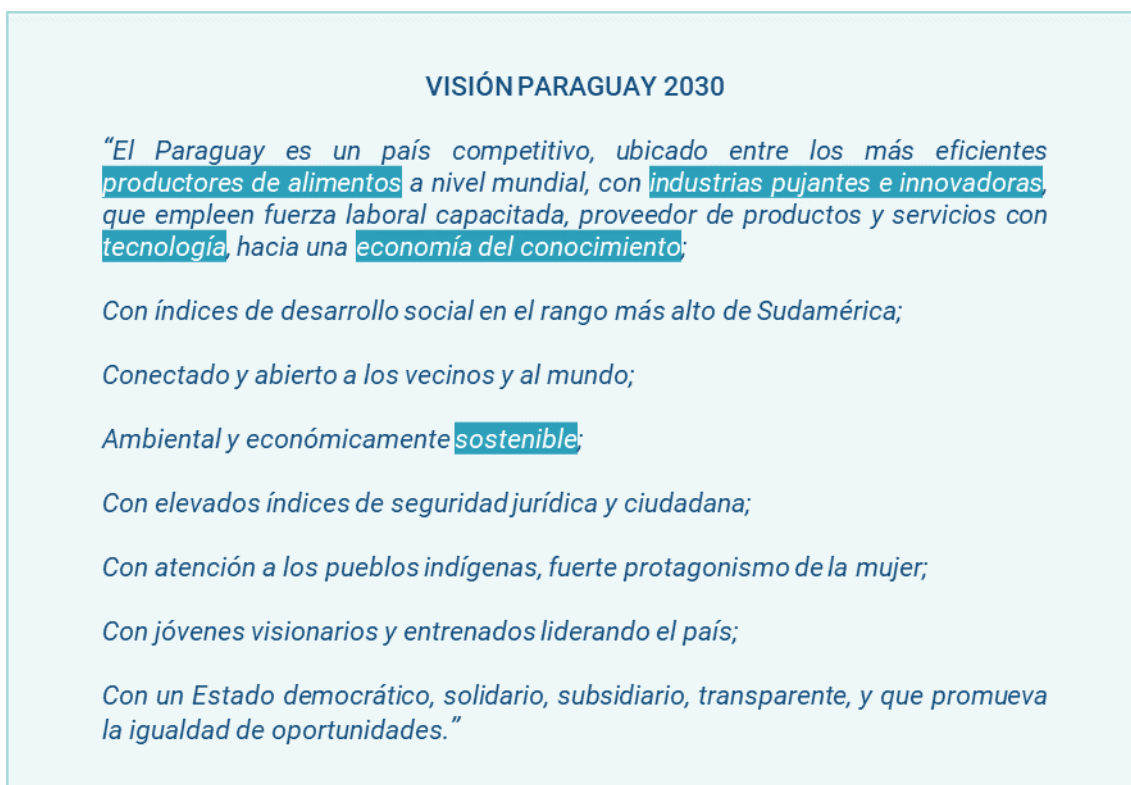 VISIÓN PARAGUAY 2030
“El Paraguay es un país competitivo, ubicado entre los más eficientes
productores de alimentos a nivel mundial, con industrias pujantes e innovadoras,
que empleen fuerza laboral capacitada, proveedor de productos y servicios con
tecnología, hacia una economía del conocimiento;
Con índices de desarrollo social en el rango más alto de Sudamérica;
Conectado y abierto a los vecinos y al mundo;
Ambiental y económicamente sostenible;
Con elevados índices de seguridad jurídica y ciudadana;
Con atención a los pueblos indígenas, fuerte protagonismo de la mujer;
Con jóvenes visionarios y entrenados liderando el país;
Con un Estado democrático, solidario, subsidiario, transparente, y que promueva
la igualdad de oportunidades.”